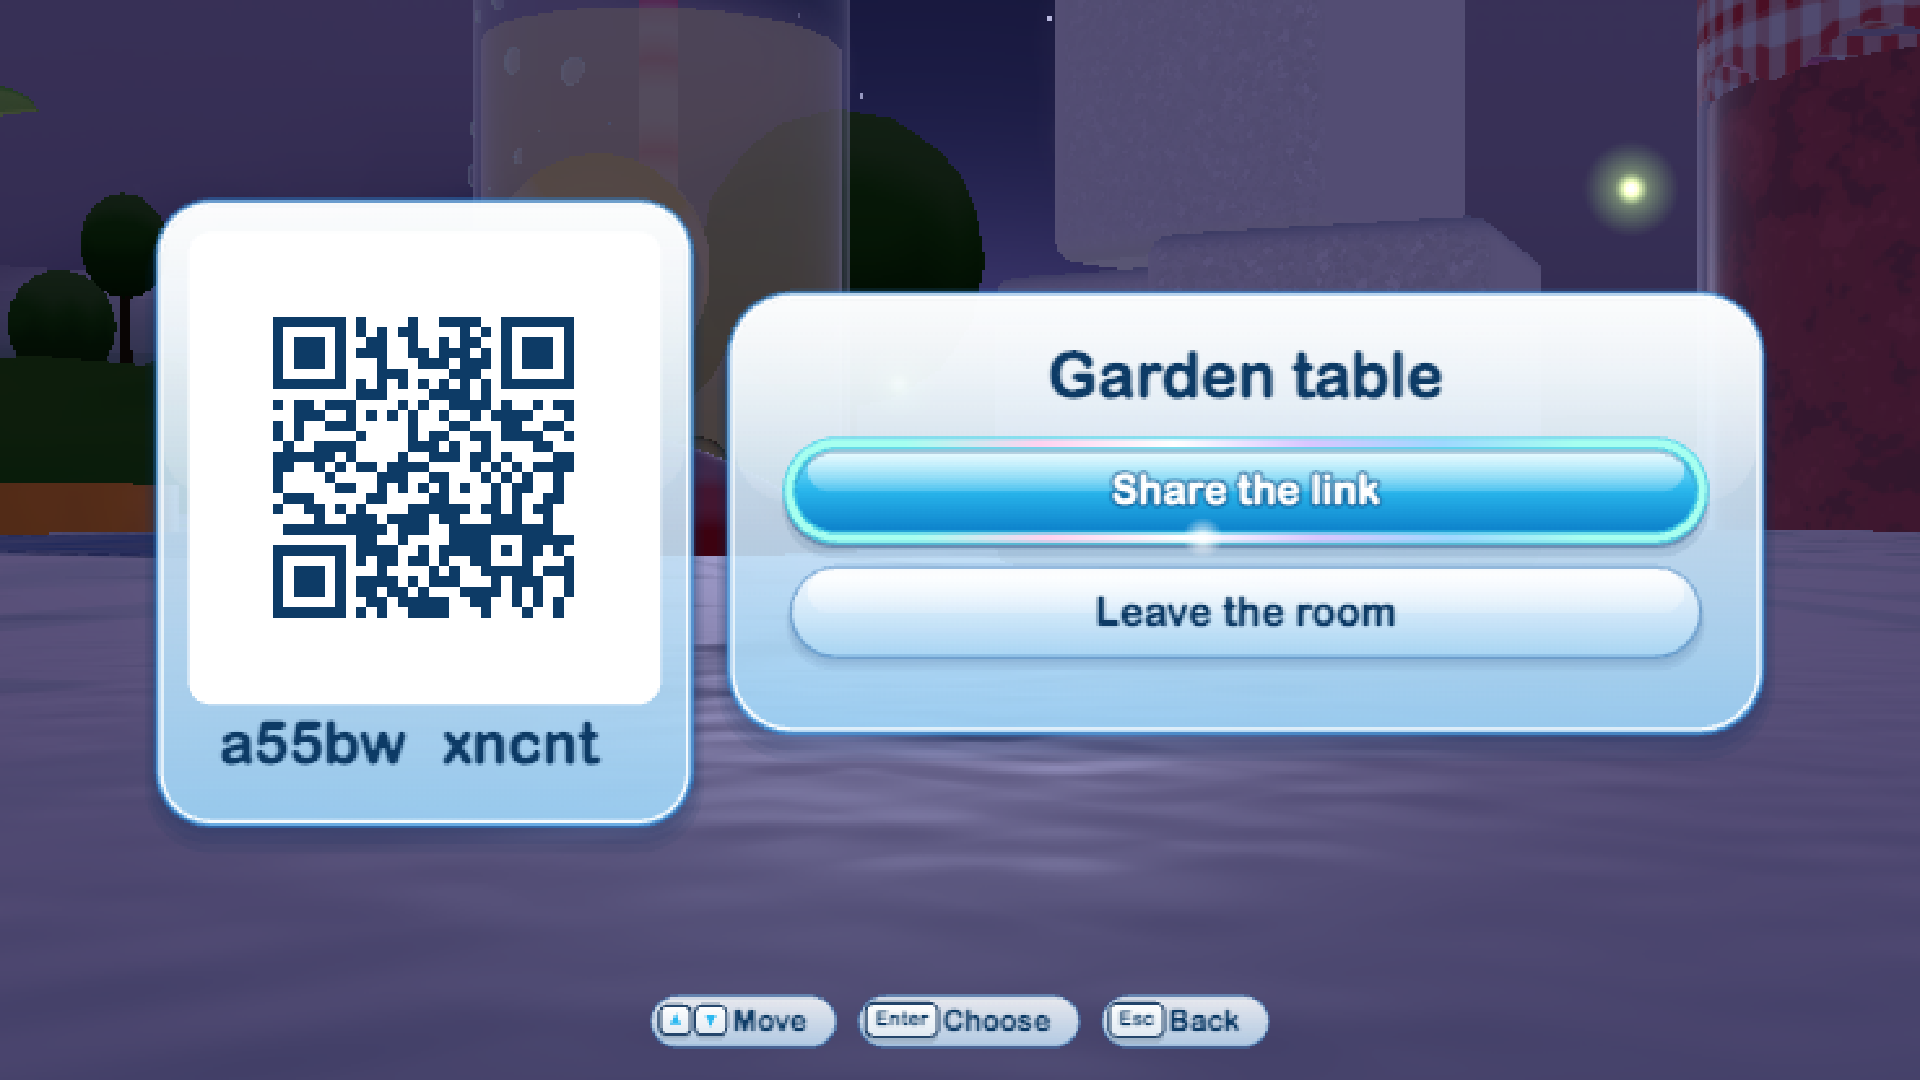 Garden table
Share the link
Leave the room
a55bw xncnt
Move
Enter Choose
Esc Back